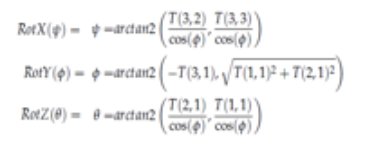 RotX(ψ) = ψ =arctan2 ( T(3,2)/cos(ϕ), T(3,3)/cos(ϕ) )
RotY(ϕ) = ϕ =arctan2 ( −T(3,1), √(T(1,1)² + T(2,1)²) )
RotZ(θ) = θ =arctan2 ( T(2,1)/cos(ϕ), T(1,1)/cos(ϕ) )